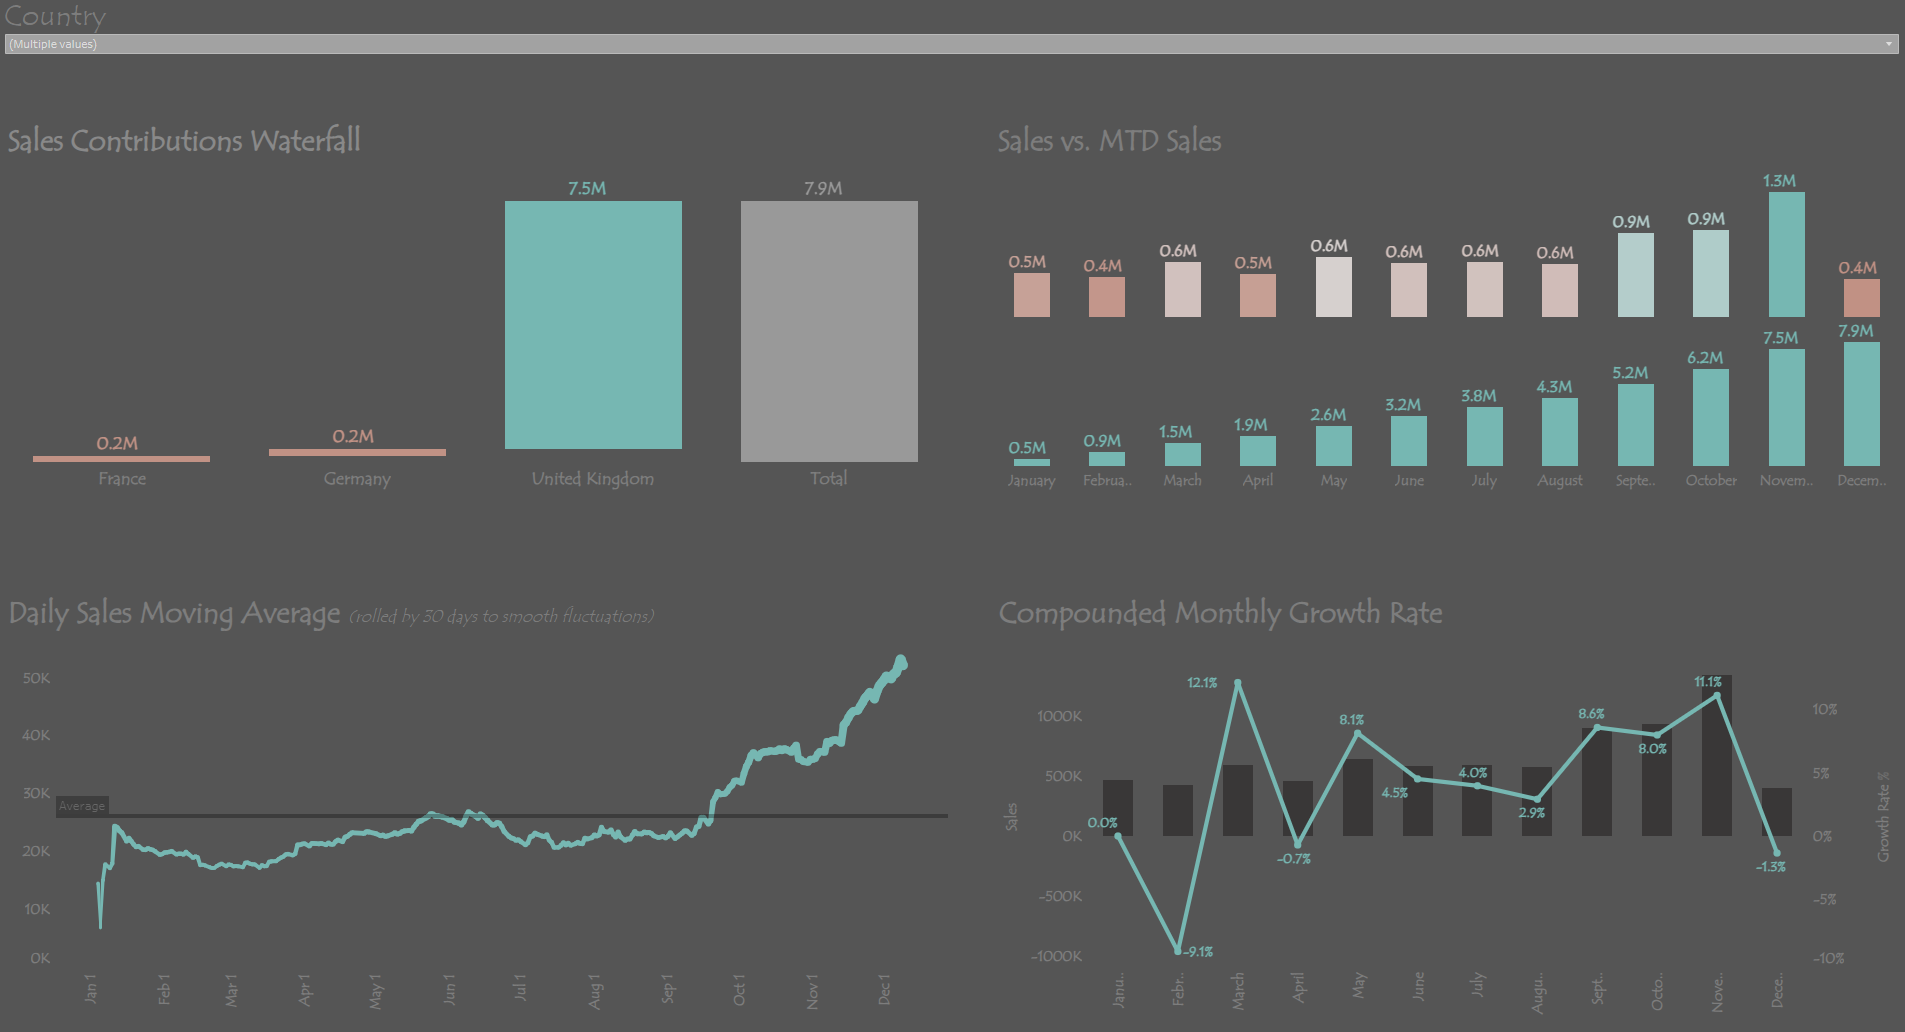 Country
(Multiple values)
Sales Contributions Waterfall
7.5M
7.9M
0.2M
0.2M
France
Germany
United Kingdom
Total
Sales vs. MTD Sales
0.5M
0.4M
0.6M
0.5M
0.6M
0.6M
0.6M
0.6M
0.9M
0.9M
1.3M
0.4M
0.5M
0.9M
1.5M
1.9M
2.6M
3.2M
3.8M
4.3M
5.2M
6.2M
7.5M
7.9M
January
Februa..
March
April
May
June
July
August
Septe..
October
Novem..
Decem..
Daily Sales Moving Average (rolled by 30 days to smooth fluctuations)
50K
40K
30K
Average
20K
10K
0K
Jan 1
Feb 1
Mar 1
Apr 1
May 1
Jun 1
Jul 1
Aug 1
Sep 1
Oct 1
Nov 1
Dec 1
Compounded Monthly Growth Rate
1000K
500K
0K
-500K
-1000K
Sales
0.0%
-9.1%
12.1%
-0.7%
8.1%
4.5%
4.0%
2.9%
8.6%
8.0%
11.1%
-1.3%
10%
5%
0%
-5%
-10%
Growth Rate %
Janu..
Febr..
March
April
May
June
July
Augu..
Sept..
Octo..
Nove..
Dece..